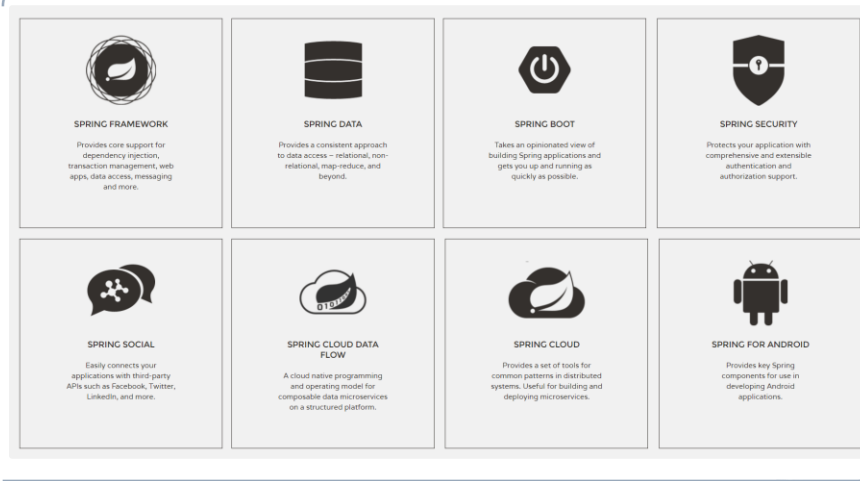 SPRING FRAMEWORK
Provides core support for
dependency injection,
transaction management, web
apps, data access, messaging
and more.
SPRING DATA
Provides a consistent approach
to data access – relational, non-
relational, map-reduce, and
beyond.
SPRING BOOT
Takes an opinionated view of
building Spring applications and
gets you up and running as
quickly as possible.
SPRING SECURITY
Protects your application with
comprehensive and extensible
authentication and
authorization support.
SPRING SOCIAL
Easily connects your
applications with third-party
APIs such as Facebook, Twitter,
LinkedIn, and more.
010
SPRING CLOUD DATA
FLOW
A cloud native programming
and operating model for
composable data microservices
on a structured platform.
SPRING CLOUD
Provides a set of tools for
common patterns in distributed
systems. Useful for building and
deploying microservices.
SPRING FOR ANDROID
Provides key Spring
components for use in
developing Android
applications.